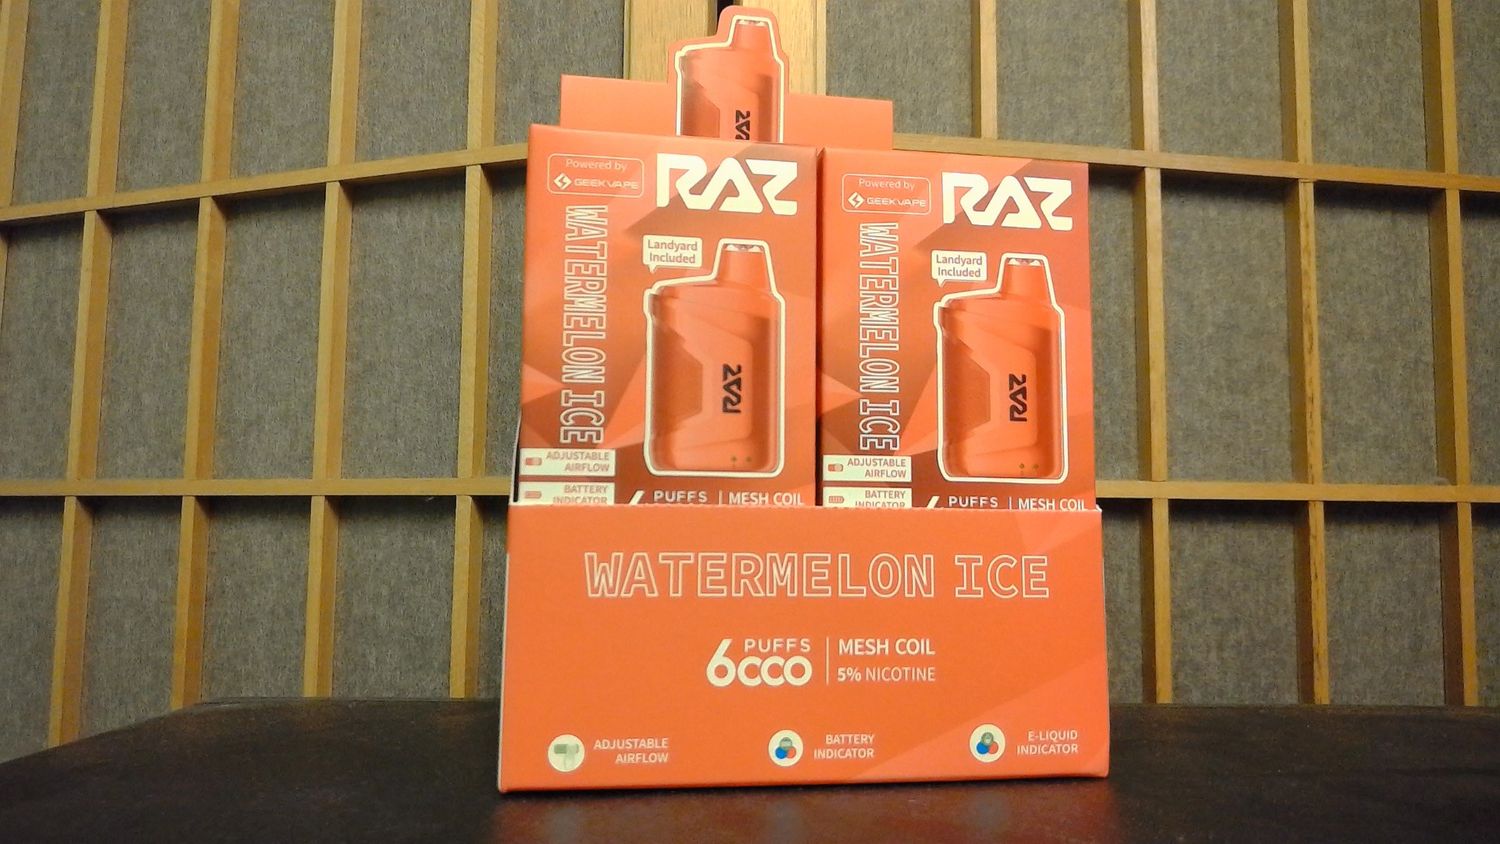 RAZ
Powered by
GEEKVAPE
RAZ
WATERMELON ICE
Landyard
Included
RAZ
ADJUSTABLE
AIRFLOW
BATTERY
INDICATOR
6
PUFFS
MESH COIL
Powered by
GEEKVAPE
RAZ
WATERMELON ICE
Landyard
Included
RAZ
ADJUSTABLE
AIRFLOW
BATTERY
INDICATOR
6
PUFFS
MESH COIL
WATERMELON ICE
6000
PUFFS
MESH COIL
5% NICOTINE
ADJUSTABLE
AIRFLOW
BATTERY
INDICATOR
E-LIQUID
INDICATOR